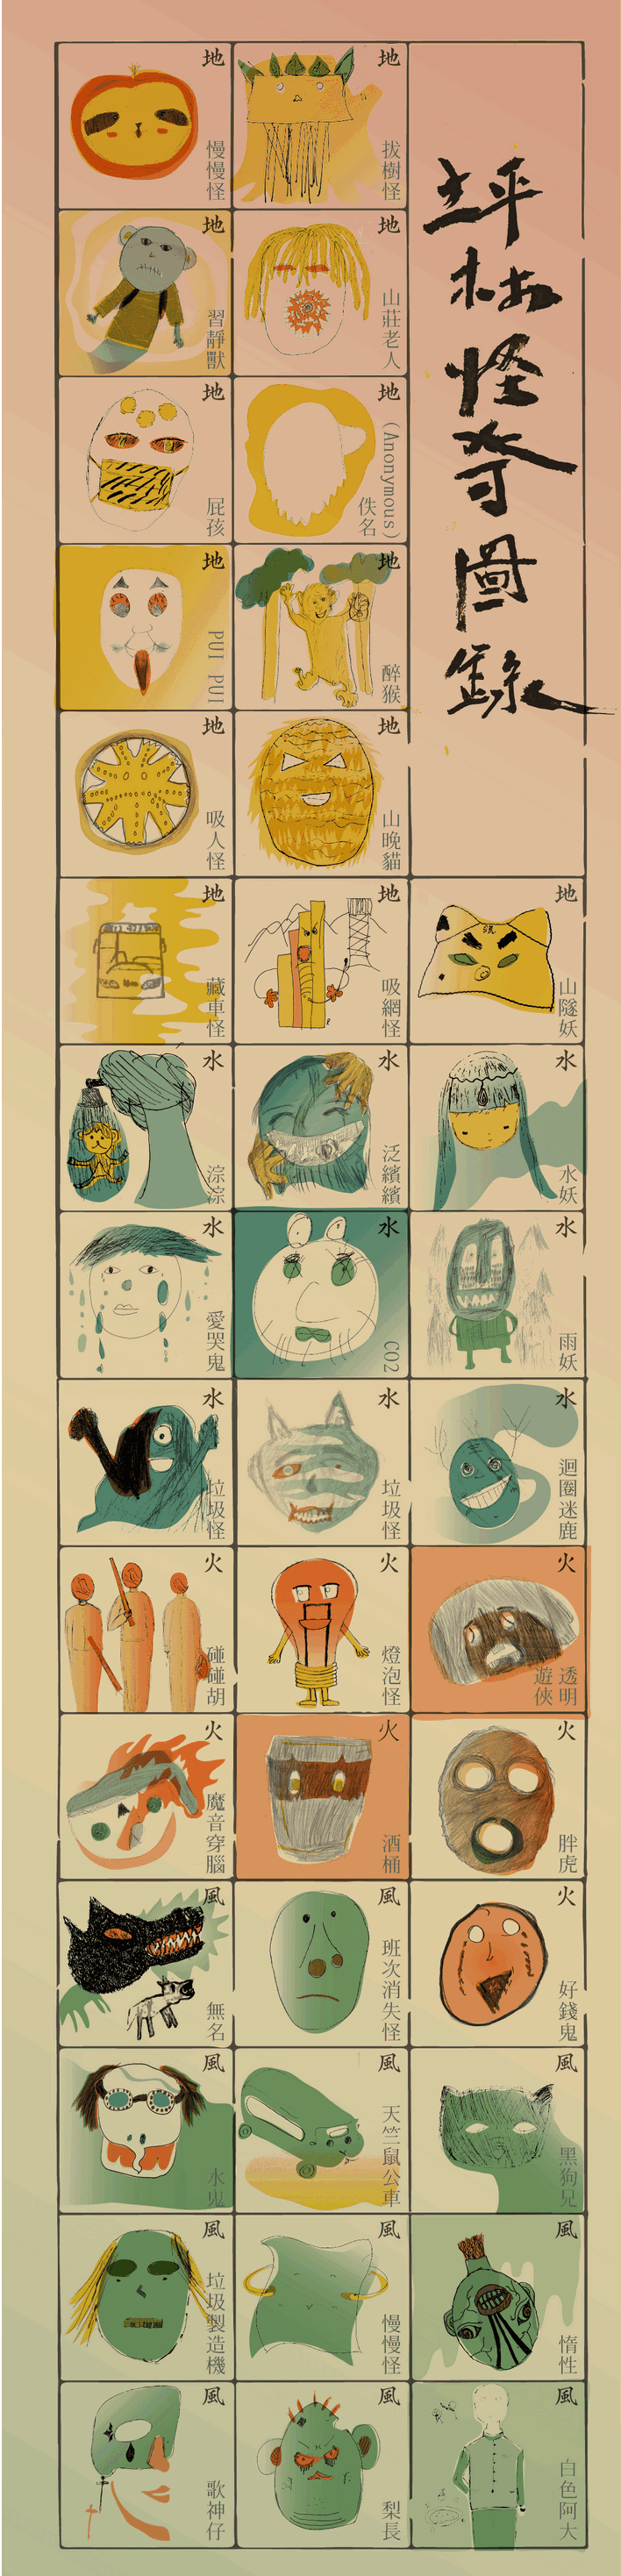 坪林怪奇圖錄
地
拔樹怪
地
慢慢怪
地
山莊老人
地
習靜獸
地
(Anonymous)
佚名
地
屁孩
地
醉猴
地
PUI PUI
地
山晚貓
地
吸人怪
地
山隧妖
地
吸網怪
地
藏車怪
水
水妖
水
泛繽繽
水
淙淙
水
雨妖
水
CO2
水
愛哭鬼
水
迴圈迷鹿
水
垃圾怪
水
垃圾怪
火
透明
遊俠
火
燈泡怪
火
碰碰胡
火
胖虎
火
酒桶
火
魔音穿腦
火
好錢鬼
風
班次消失怪
風
無名
風
黑狗兄
風
天竺鼠公車
風
水鬼
風
惰性
風
慢慢怪
風
垃圾製造機
風
白色阿大
風
梨長
風
歌神仔